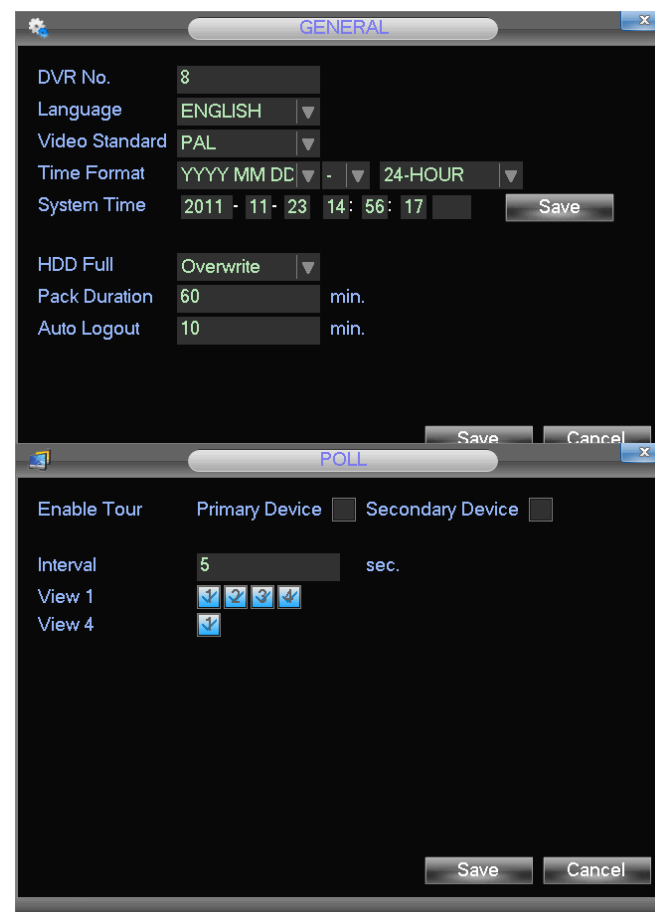 GENERAL
x
DVR No. 8
Language ENGLISH
Video Standard PAL
Time Format YYYY MM DD - 24-HOUR
System Time 2011 - 11 - 23 14 : 56 : 17 Save
HDD Full Overwrite
Pack Duration 60 min.
Auto Logout 10 min.
Save Cancel
POLL
x
Enable Tour Primary Device Secondary Device
Interval 5 sec.
View 1 1 2 3 4
View 4 1
Save Cancel